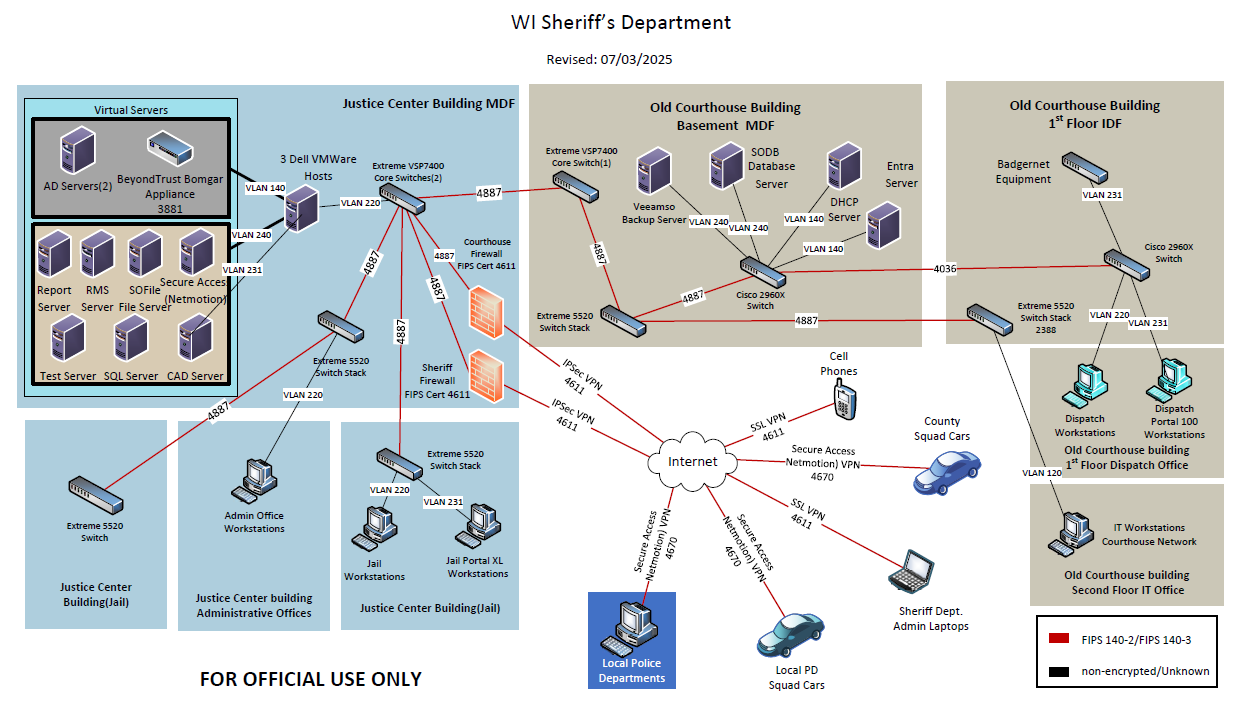 WI Sheriff's Department
Revised: 07/03/2025
Justice Center Building MDF
Virtual Servers
AD Servers(2)
BeyondTrust Bomgar
Appliance
3881
VLAN 140
3 Dell VMWare
Hosts
VLAN 220
Extreme VSP7400
Core Switches(2)
VLAN 240
VLAN 231
Report
Server
RMS
Server
SOFile
File Server
Secure Access
(Netmotion)
Test Server
SQL Server
CAD Server
4887
4887
4887
4887
4887
Courthouse
Firewall
FIPS Cert 4611
Sheriff
Firewall
FIPS Cert 4611
Extreme 5520
Switch Stack
VLAN 220
4887
Old Courthouse Building
Basement MDF
Extreme VSP7400
Core Switch(1)
Veeamso
Backup Server
SODB
Database
Server
DHCP
Server
Entra
Server
VLAN 240
VLAN 240
VLAN 140
VLAN 140
4887
4887
Cisco 2960X
Switch
Extreme 5520
Switch Stack
4887
4036
Old Courthouse Building
1st Floor IDF
Badgernet
Equipment
VLAN 231
Cisco 2960X
Switch
Extreme 5520
Switch Stack
2388
VLAN 220
VLAN 231
Dispatch
Workstations
Dispatch
Portal 100
Workstations
Old Courthouse building
1st Floor Dispatch Office
VLAN 120
IT Workstations
Courthouse Network
Old Courthouse building
Second Floor IT Office
Extreme 5520
Switch
Justice Center
Building(Jail)
Admin Office
Workstations
Justice Center building
Administrative Offices
Extreme 5520
Switch Stack
VLAN 220
VLAN 231
Jail
Workstations
Jail Portal XL
Workstations
Justice Center Building(Jail)
IPSec VPN
4611
IPSec VPN
4611
Internet
Cell
Phones
SSL VPN
4611
County
Squad Cars
Secure Access
Netmotion) VPN
4670
SSL VPN
4611
Sheriff Dept.
Admin Laptops
Secure Access
Netmotion) VPN
4670
Local PD
Squad Cars
Secure Access
Netmotion) VPN
4670
Local Police
Departments
FIPS 140-2/FIPS 140-3
non-encrypted/Unknown
FOR OFFICIAL USE ONLY